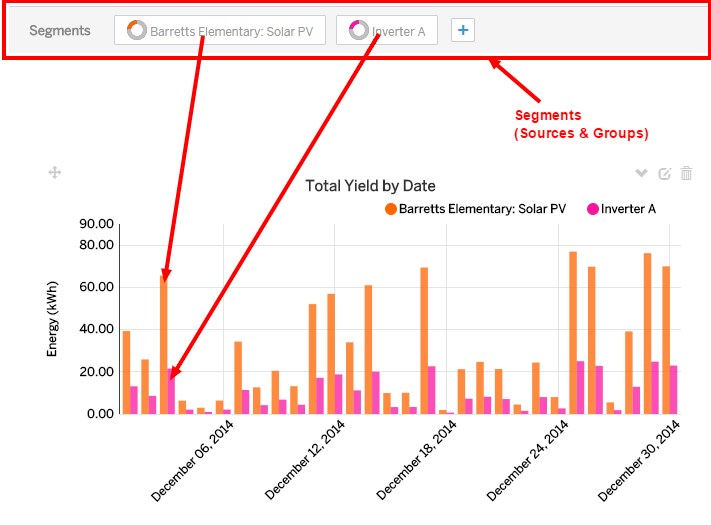 Segments
Barretts Elementary: Solar PV
Inverter A
+
Segments
(Sources & Groups)
Total Yield by Date
Barretts Elementary: Solar PV
Inverter A
Energy (kWh)
90.00
80.00
60.00
40.00
20.00
0.00
December 06, 2014
December 12, 2014
December 18, 2014
December 24, 2014
December 30, 2014